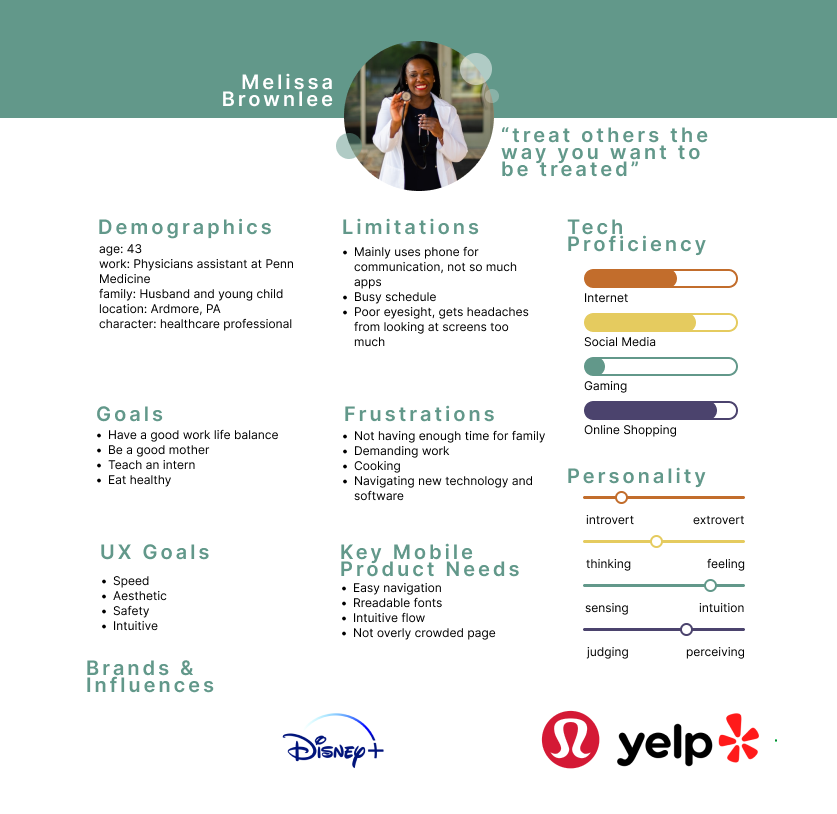 Melissa
Brownlee
“treat others the
way you want to
be treated”
Demographics
age: 43
work: Physicians assistant at Penn
Medicine
family: Husband and young child
location: Ardmore, PA
character: healthcare professional
Limitations
• Mainly uses phone for
communication, not so much
apps
• Busy schedule
• Poor eyesight, gets headaches
from looking at screens too
much
Tech
Proficiency
Internet
Social Media
Gaming
Online Shopping
Goals
• Have a good work life balance
• Be a good mother
• Teach an intern
• Eat healthy
Frustrations
• Not having enough time for family
• Demanding work
• Cooking
• Navigating new technology and
software
Personality
introvert extrovert
thinking feeling
sensing intuition
judging perceiving
UX Goals
• Speed
• Aesthetic
• Safety
• Intuitive
Key Mobile
Product Needs
• Easy navigation
• Rreadable fonts
• Intuitive flow
• Not overly crowded page
Brands &
Influences
Disney+
yelp